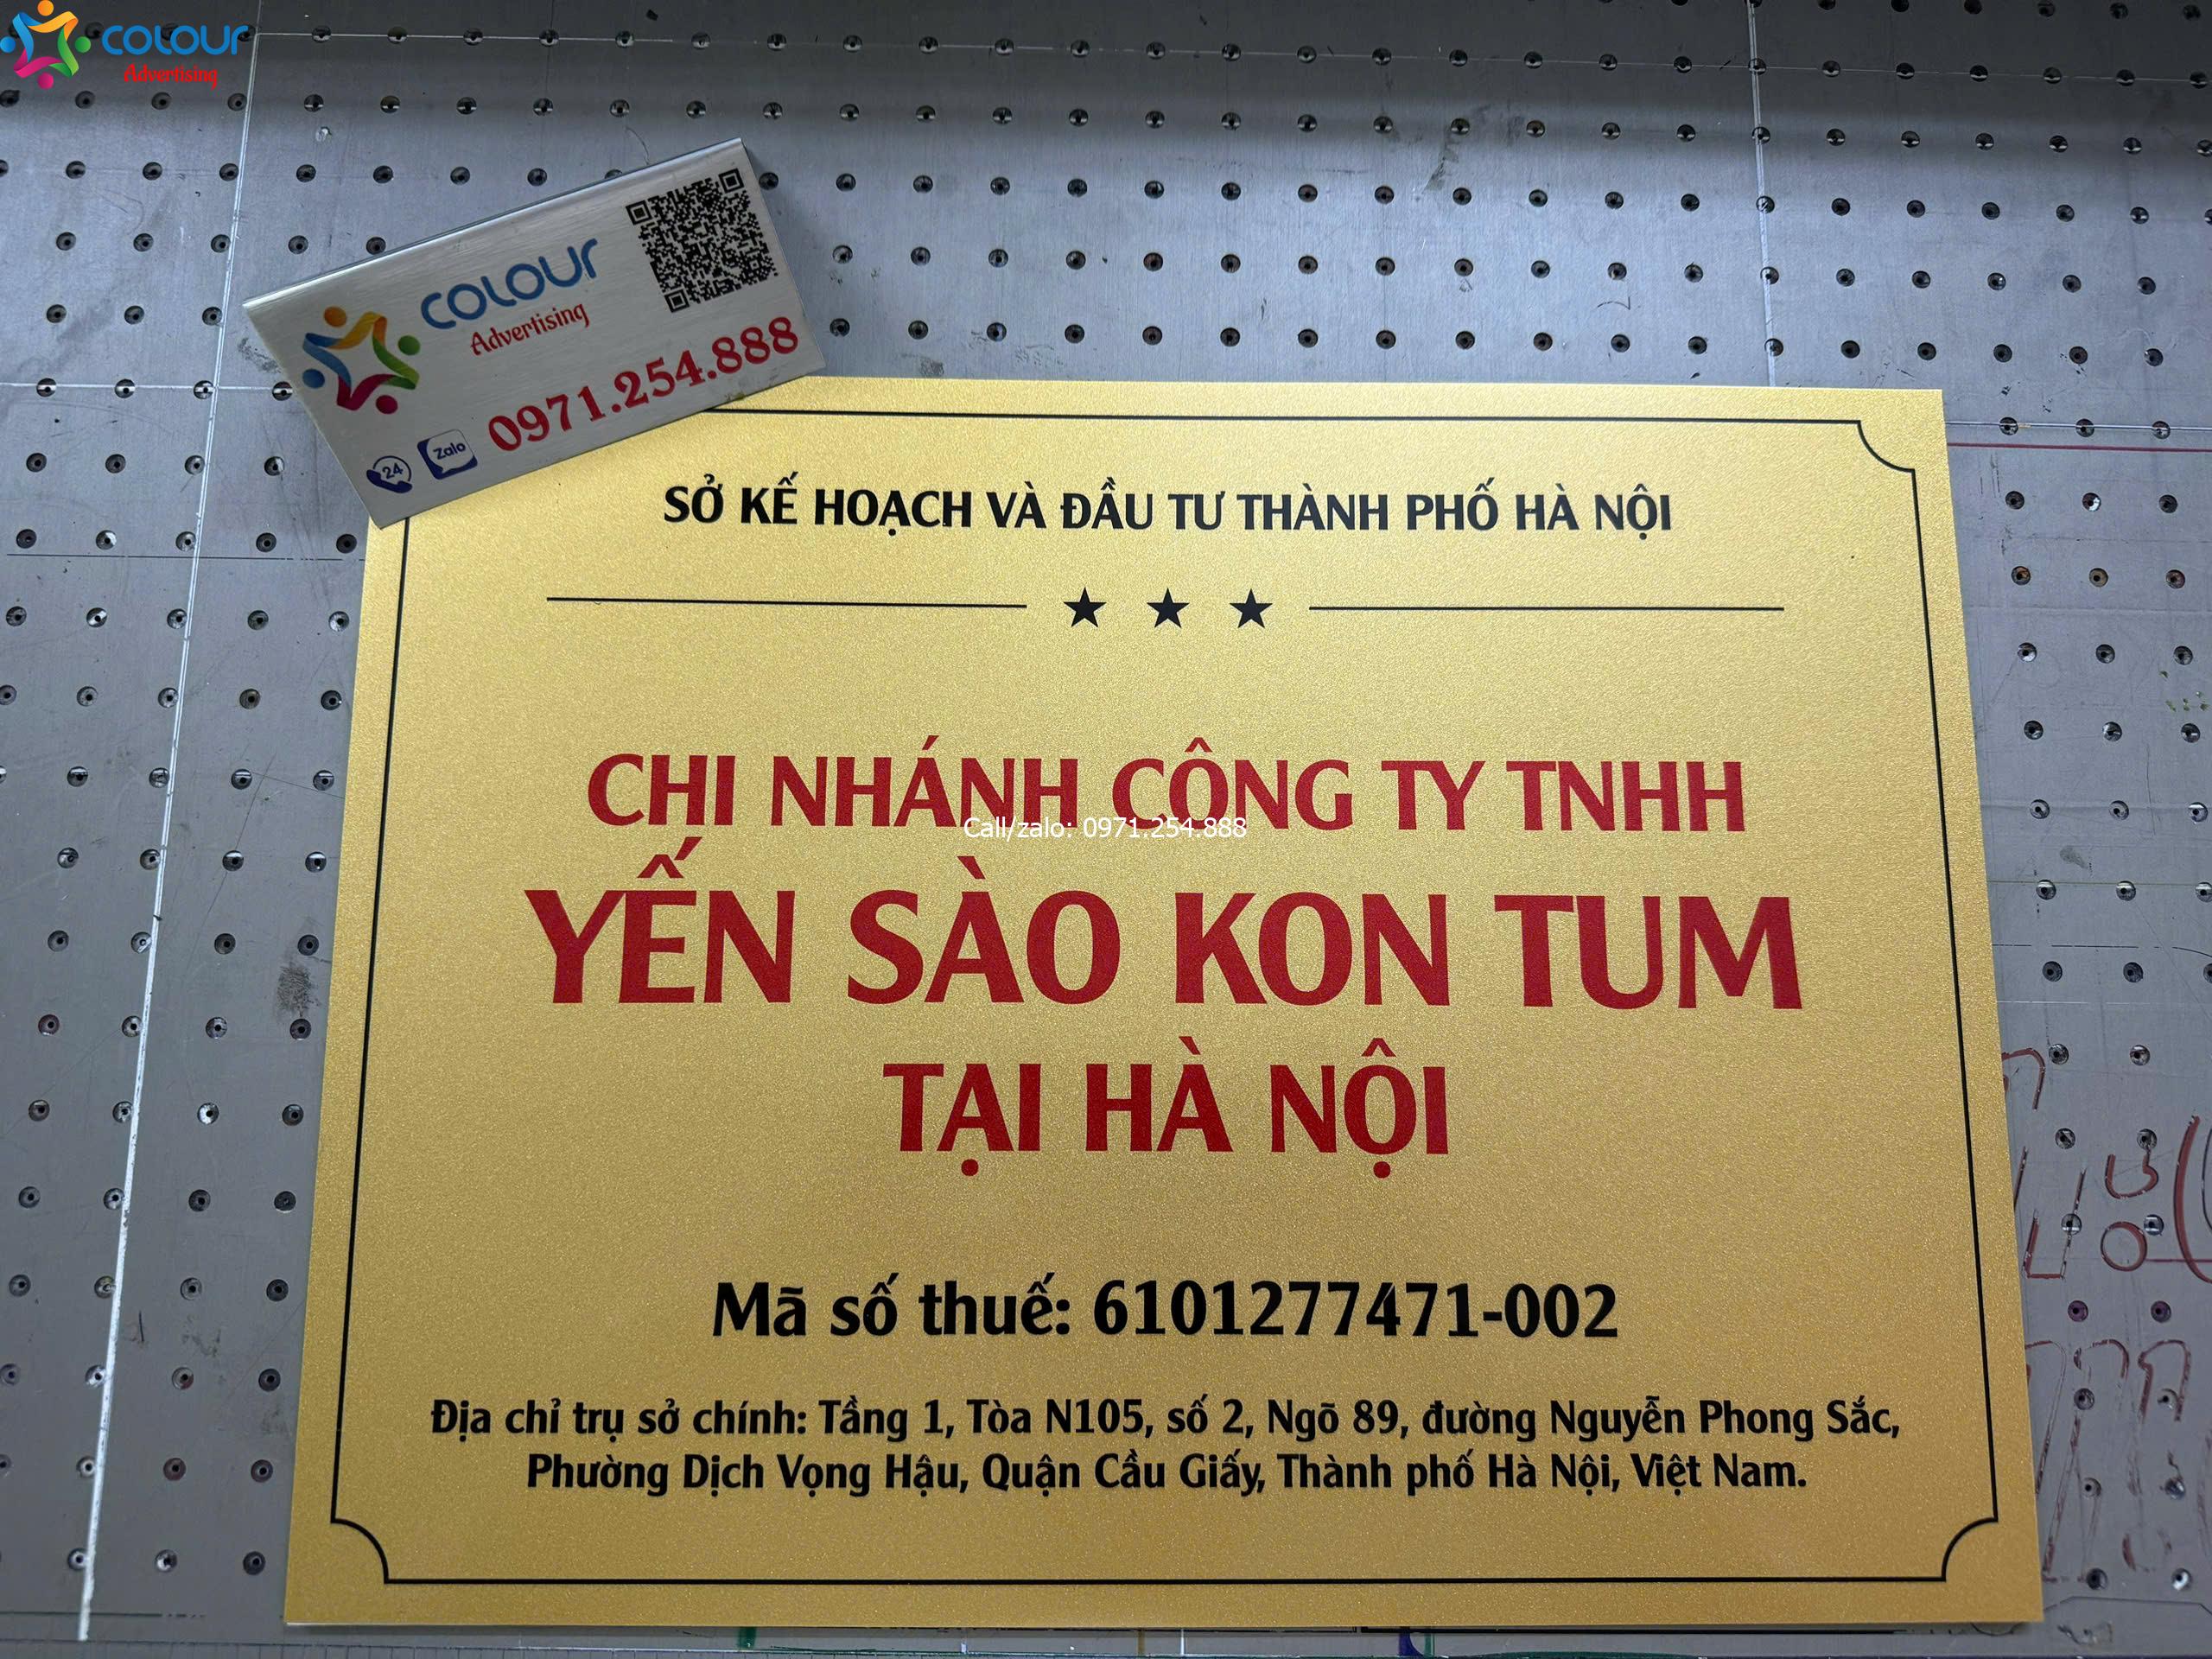 COLOUR
Advertising
COLOUR
Advertising
24
Zalo
0971.254.888
SỞ KẾ HOẠCH VÀ ĐẦU TƯ THÀNH PHỐ HÀ NỘI
CHI NHÁNH CÔNG TY TNHH
Call/zalo: 0971.254.888
YẾN SÀO KON TUM
TẠI HÀ NỘI
Mã số thuế: 6101277471-002
Địa chỉ trụ sở chính: Tầng 1, Tòa N105, số 2, Ngõ 89, đường Nguyễn Phong Sắc,
Phường Dịch Vọng Hậu, Quận Cầu Giấy, Thành phố Hà Nội, Việt Nam.